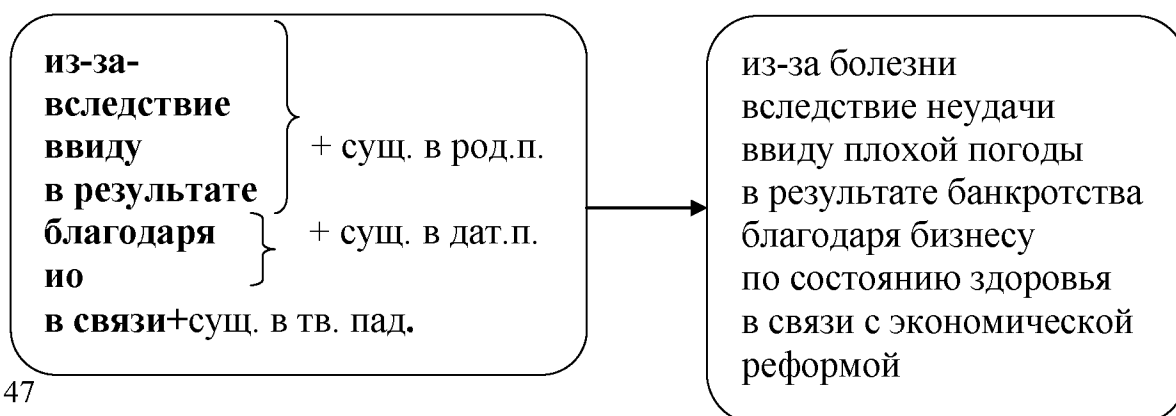 из-за-
вследствие
ввиду
в результате
+ сущ. в род.п.
благодаря
ио
+ сущ. в дат.п.
в связи+сущ. в тв. пад.
из-за болезни
вследствие неудачи
ввиду плохой погоды
в результате банкротства
благодаря бизнесу
по состоянию здоровья
в связи с экономической
реформой
47